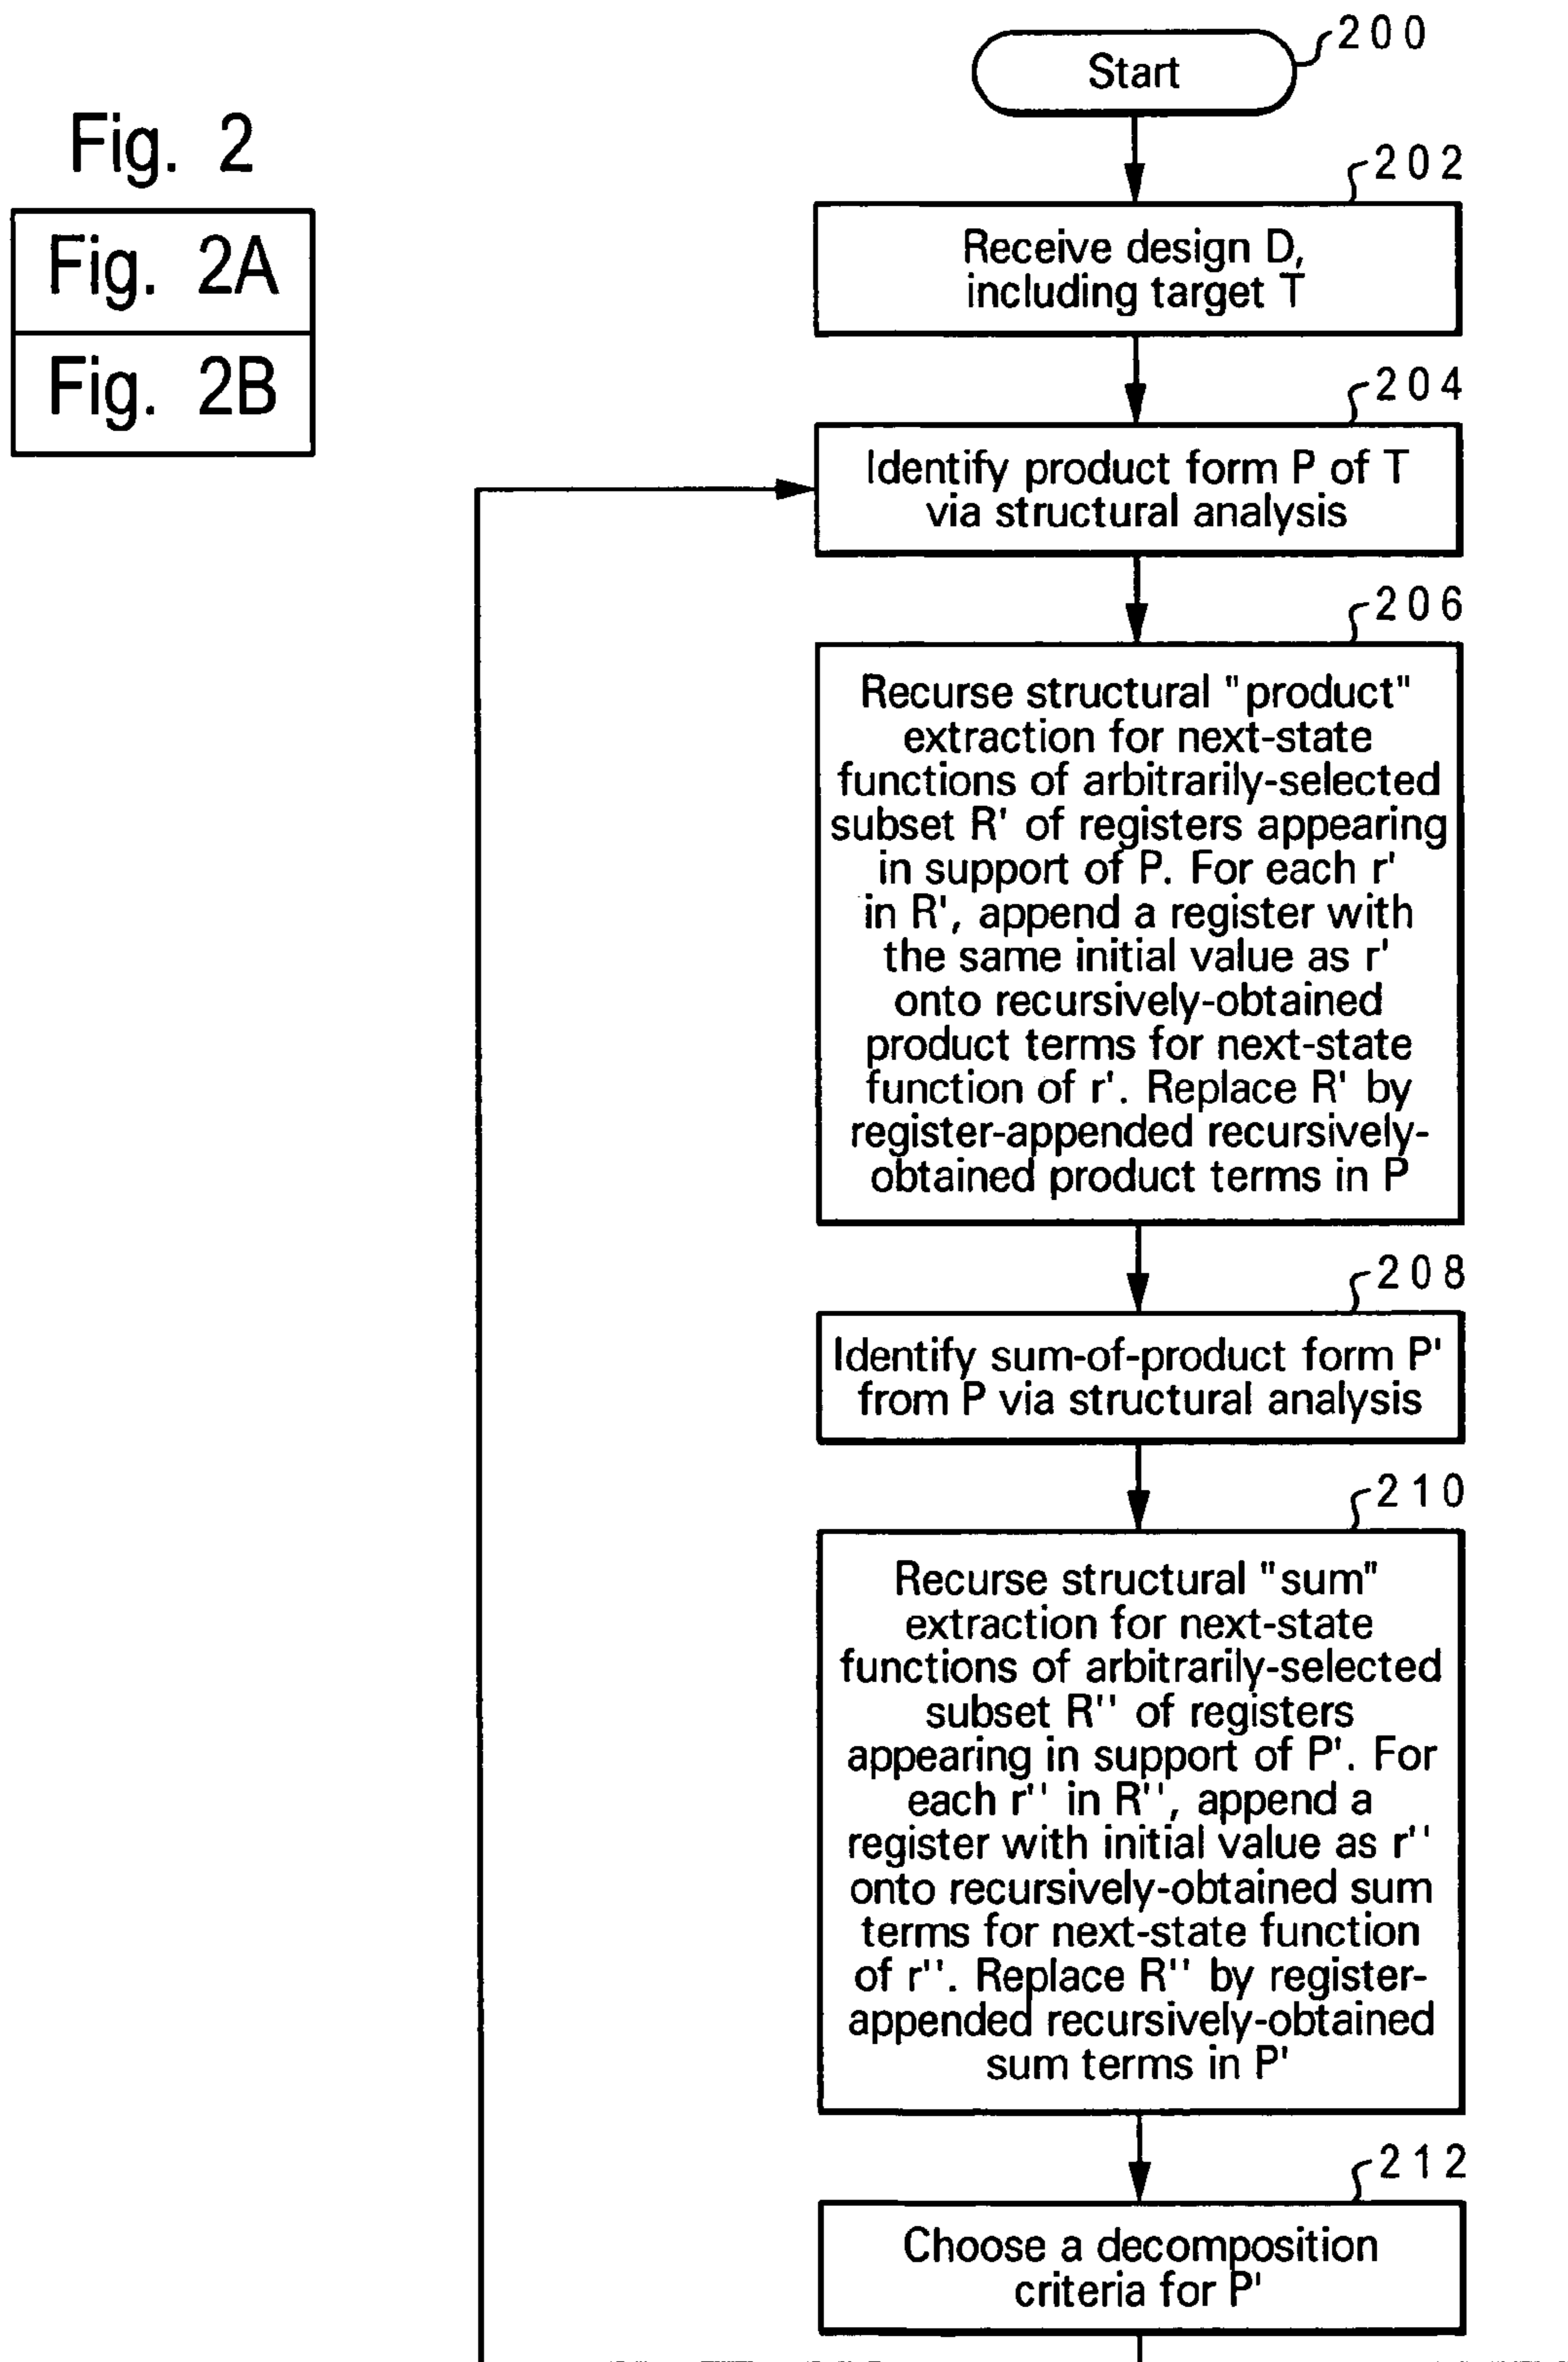 Fig. 2
Fig. 2A
Fig. 2B
200
Start
202
Receive design D,
including target T
204
Identify product form P of T
via structural analysis
206
Recurse structural "product"
extraction for next-state
functions of arbitrarily-selected
subset R' of registers appearing
in support of P. For each r'
in R', append a register with
the same initial value as r'
onto recursively-obtained
product terms for next-state
function of r'. Replace R' by
register-appended recursively-
obtained product terms in P
208
Identify sum-of-product form P'
from P via structural analysis
210
Recurse structural "sum"
extraction for next-state
functions of arbitrarily-selected
subset R'' of registers
appearing in support of P'. For
each r'' in R'', append a
register with initial value as r''
onto recursively-obtained sum
terms for next-state function
of r''. Replace R'' by register-
appended recursively-obtained
sum terms in P'
212
Choose a decomposition
criteria for P'